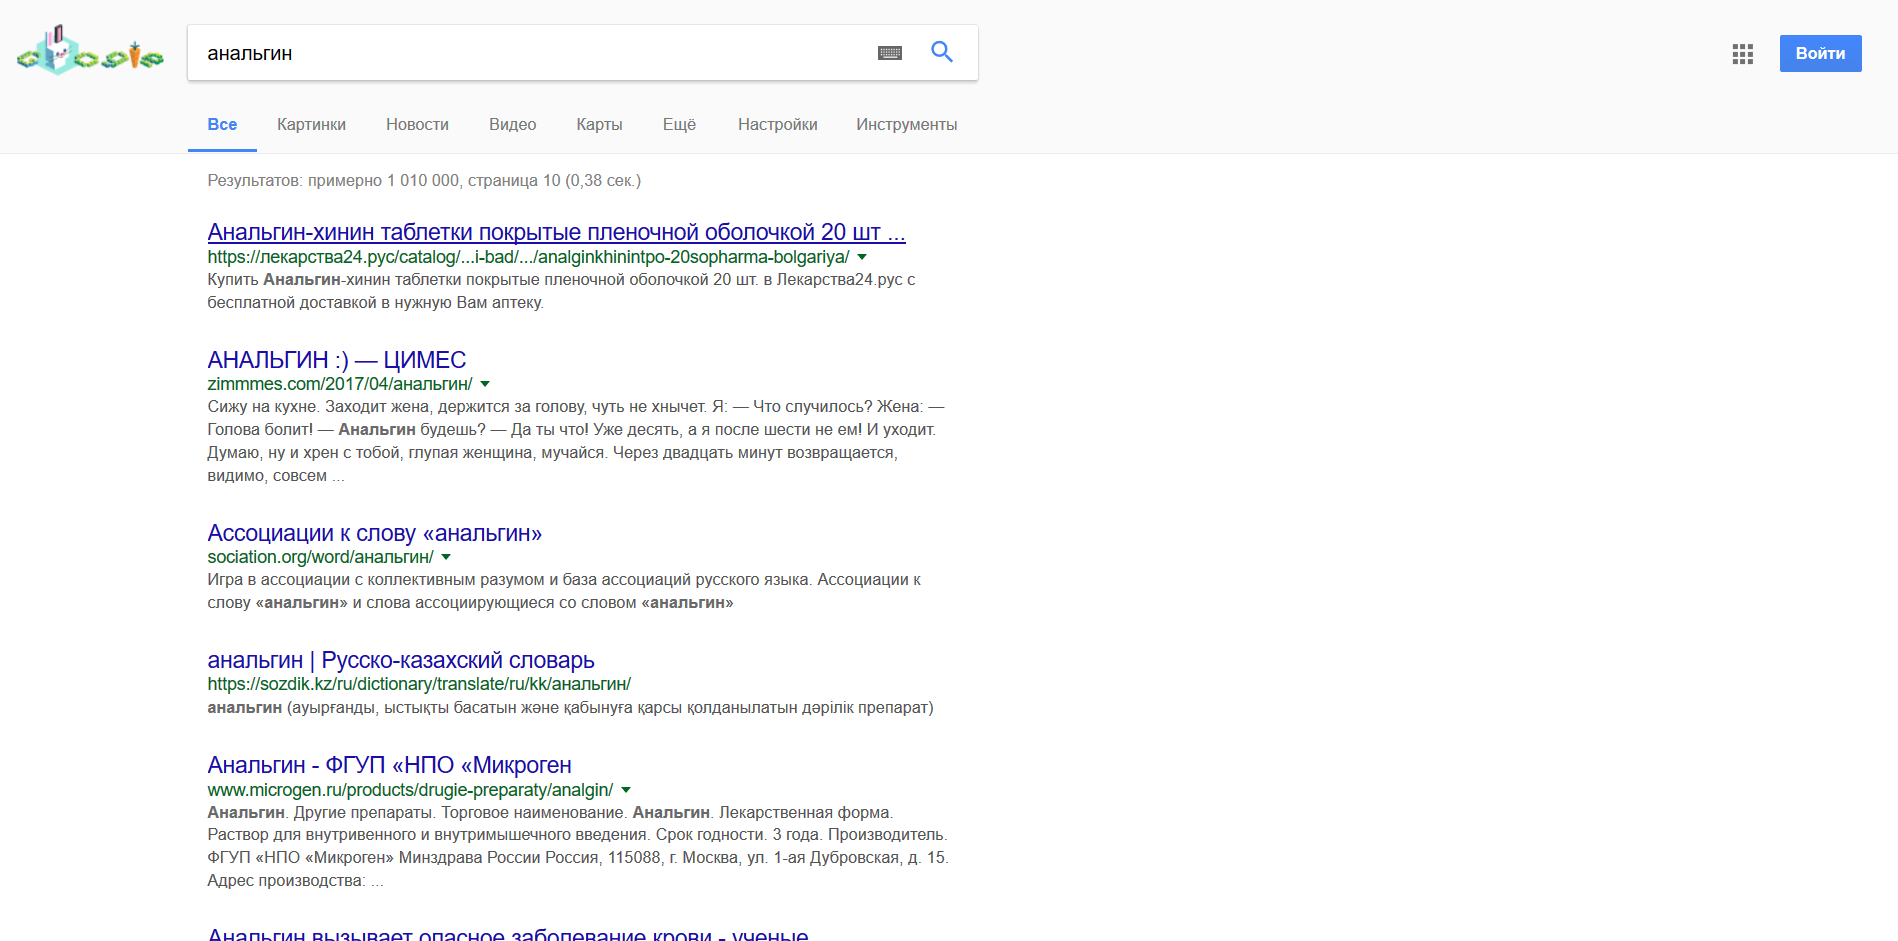 анальгин
Войти
Все Картинки Новости Видео Карты Ещё Настройки Инструменты
Результатов: примерно 1 010 000, страница 10 (0,38 сек.)
Анальгин-хинин таблетки покрытые пленочной оболочкой 20 шт ...
https://лекарства24.рус/catalog/...i-bad/.../analginkhinintpo-20sopharma-bolgariya/
Купить Анальгин-хинин таблетки покрытые пленочной оболочкой 20 шт. в Лекарства24.рус с
бесплатной доставкой в нужную Вам аптеку.
АНАЛЬГИН :) — ЦИМЕС
zimmmes.com/2017/04/анальгин/
Сижу на кухне. Заходит жена, держится за голову, чуть не хнычет. Я: — Что случилось? Жена: —
Голова болит! — Анальгин будешь? — Да ты что! Уже десять, а я после шести не ем! И уходит.
Думаю, ну и хрен с тобой, глупая женщина, мучайся. Через двадцать минут возвращается,
видимо, совсем ...
Ассоциации к слову «анальгин»
sociation.org/word/анальгин/
Игра в ассоциации с коллективным разумом и база ассоциаций русского языка. Ассоциации к
слову «анальгин» и слова ассоциирующиеся со словом «анальгин»
анальгин | Русско-казахский словарь
https://sozdik.kz/ru/dictionary/translate/ru/kk/анальгин/
анальгин (ауырғанды, ыстықты басатын және қабынуға қарсы қолданылатын дәрілік препарат)
Анальгин - ФГУП «НПО «Микроген
www.microgen.ru/products/drugie-preparaty/analgin/
Анальгин. Другие препараты. Торговое наименование. Анальгин. Лекарственная форма.
Раствор для внутривенного и внутримышечного введения. Срок годности. 3 года. Производитель.
ФГУП «НПО «Микроген» Минздрава России Россия, 115088, г. Москва, ул. 1-ая Дубровская, д. 15.
Адрес производства: ...
Анальгин вызывает опасное заболевание крови - ученые